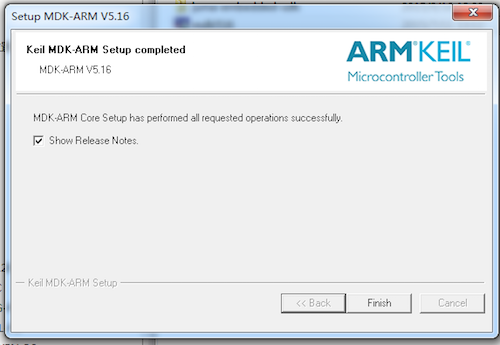 Setup MDK-ARM V5.16
Keil MDK-ARM Setup completed
MDK-ARM V5.16
ARM KEIL
Microcontroller Tools
MDK-ARM Core Setup has performed all requested operations successfully.
Show Release Notes.
Keil MDK-ARM Setup
<< Back
Finish
Cancel